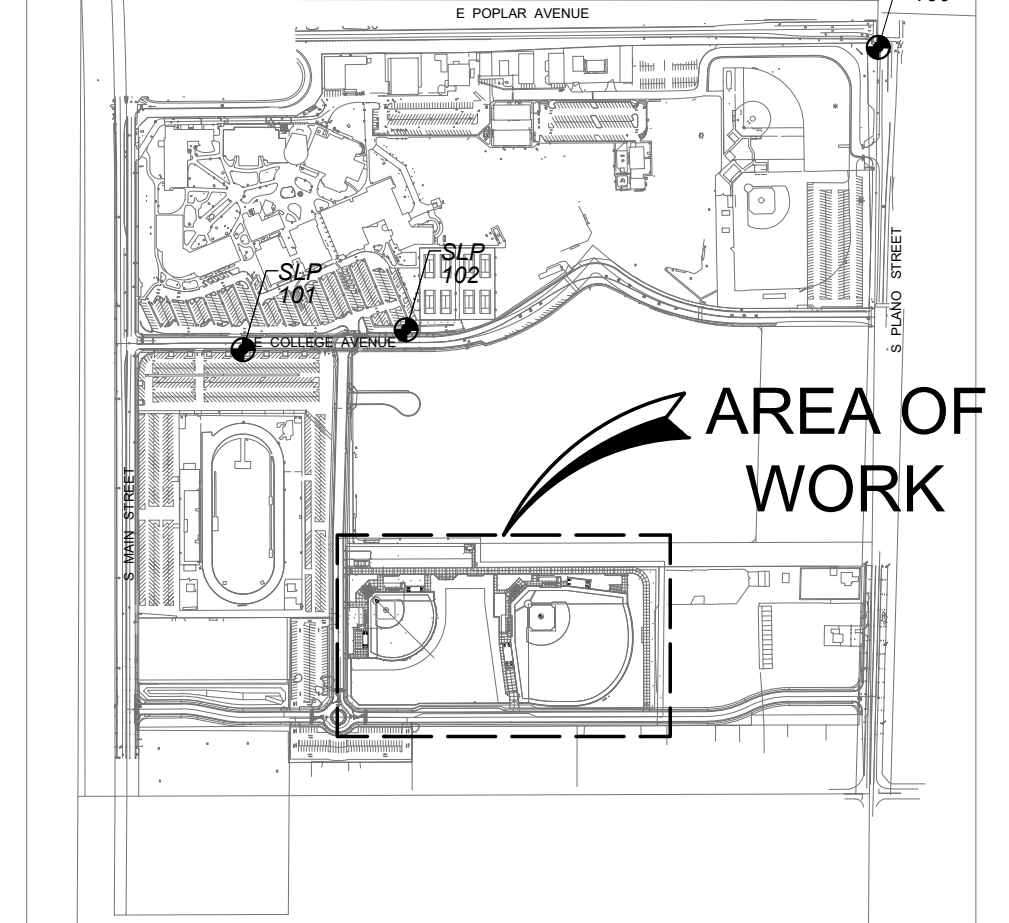 E POPLAR AVENUE
S PLANO STREET
SLP
102
SLP
101
E COLLEGE AVENUE
AREA OF
WORK
S MAIN STREET